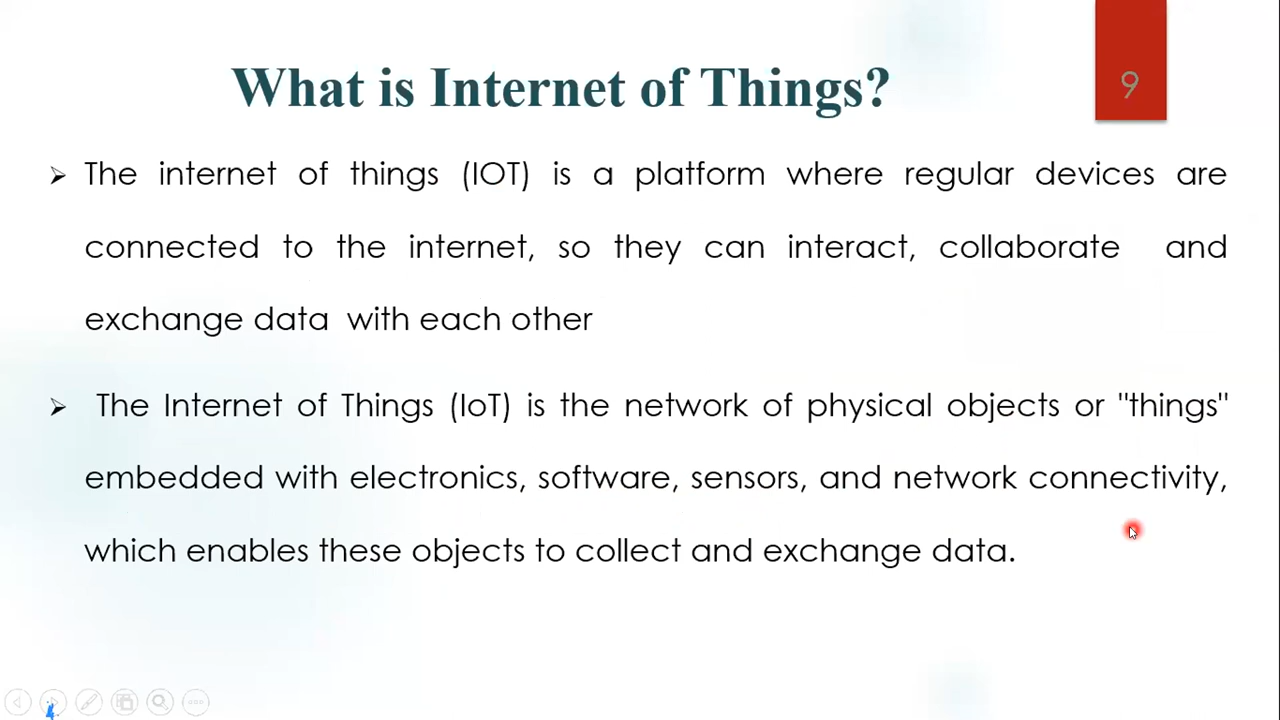 What is Internet of Things?
9
The internet of things (IOT) is a platform where regular devices are
connected to the internet, so they can interact, collaborate and
exchange data with each other
The Internet of Things (IoT) is the network of physical objects or "things"
embedded with electronics, software, sensors, and network connectivity,
which enables these objects to collect and exchange data.